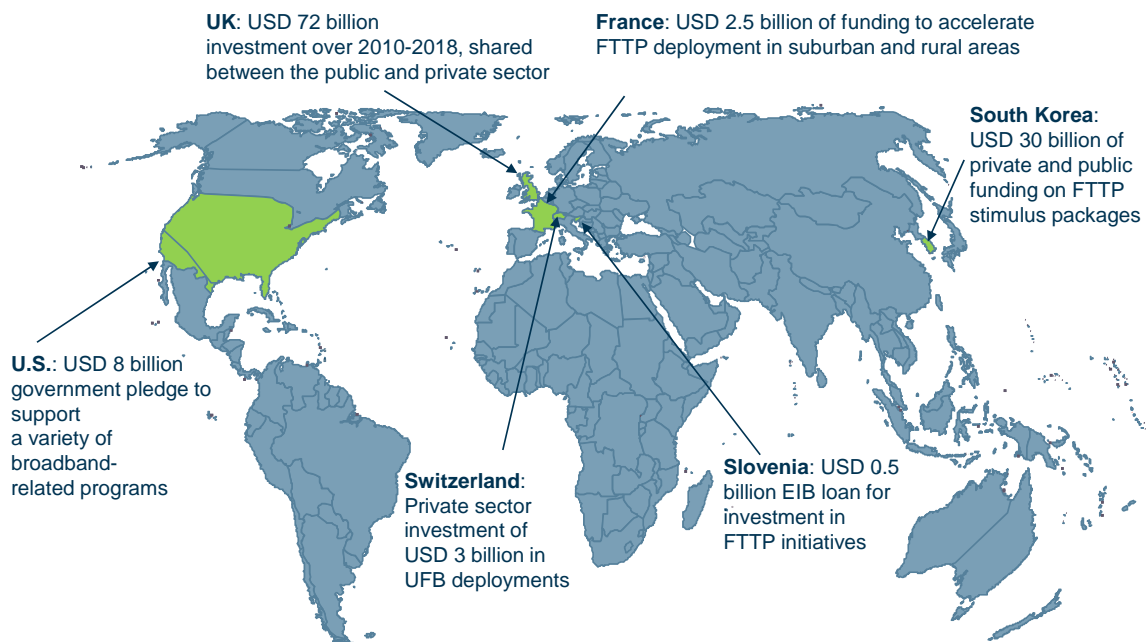 UK: USD 72 billion
investment over 2010-2018, shared
between the public and private sector
France: USD 2.5 billion of funding to accelerate
FTTP deployment in suburban and rural areas
South Korea:
USD 30 billion of
private and public
funding on FTTP
stimulus packages
U.S.: USD 8 billion
government pledge to
support
a variety of
broadband-
related programs
Switzerland:
Private sector
investment of
USD 3 billion in
UFB deployments
Slovenia: USD 0.5
billion EIB loan for
investment in
FTTP initiatives